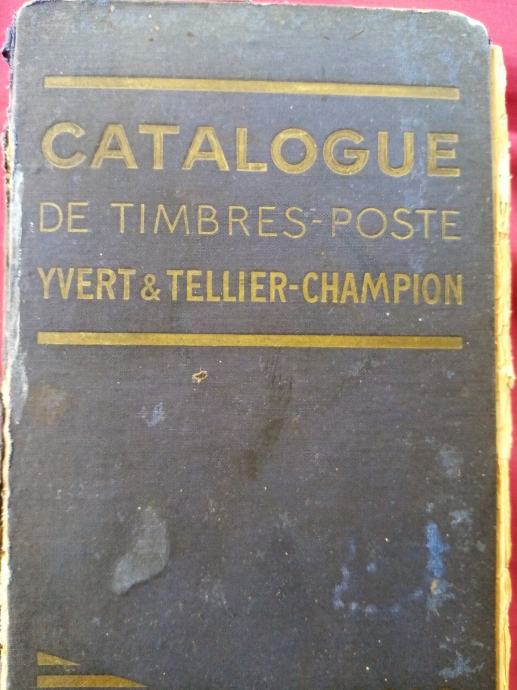 CATALOGUE
DE TIMBRES-POSTE
YVERT & TELLIER-CHAMPION